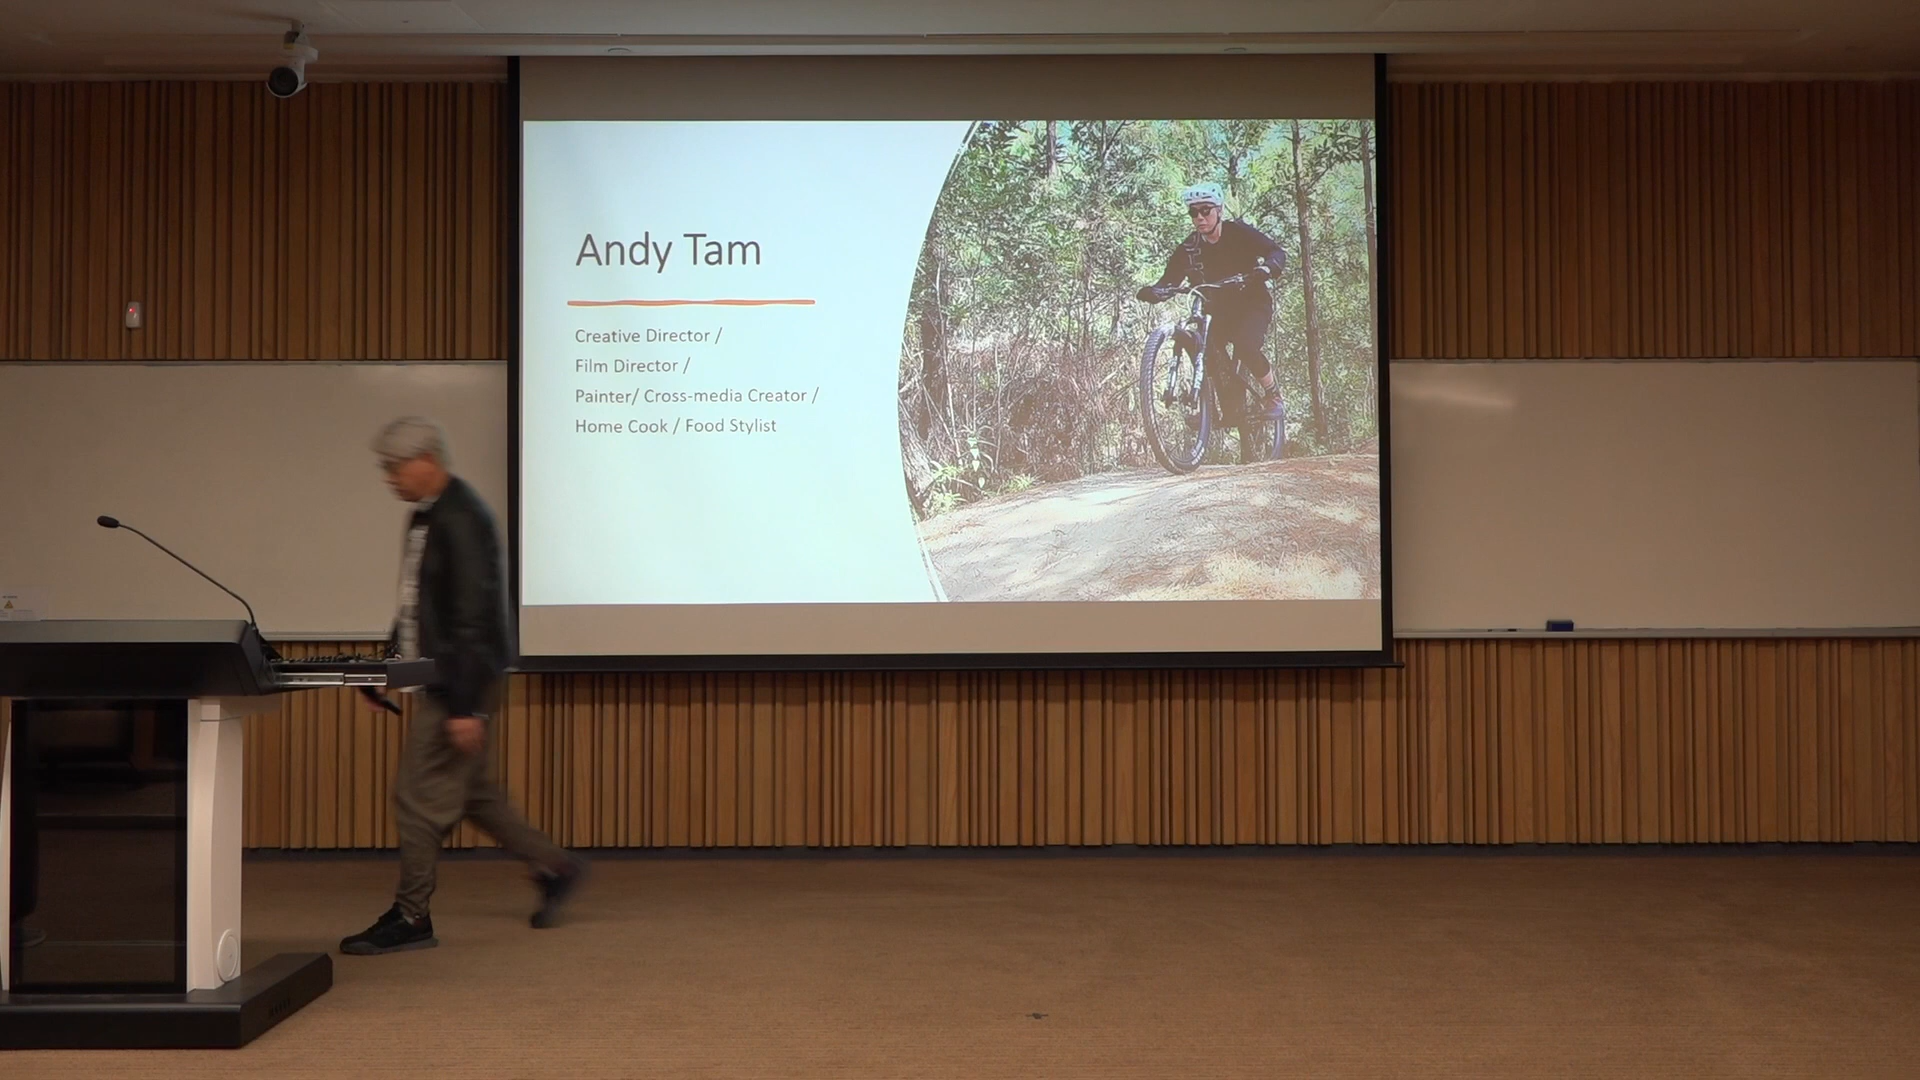 Andy Tam
Creative Director /
Film Director /
Painter/ Cross-media Creator /
Home Cook / Food Stylist